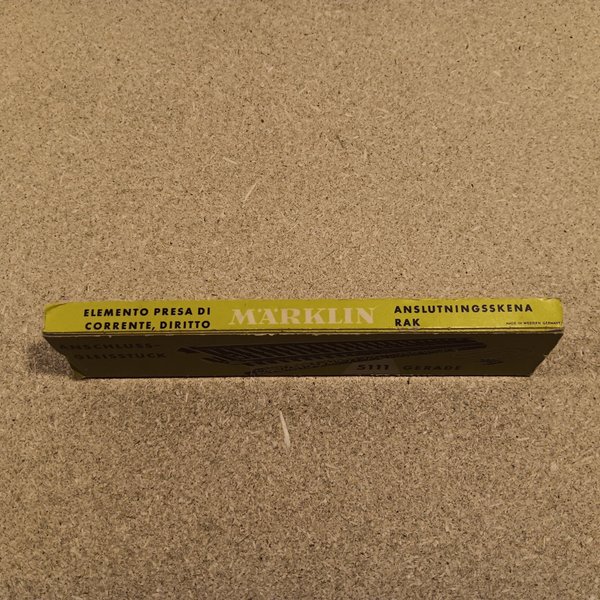 ELEMENTO PRESA DI
CORRENTE, DIRITTO
MÄRKLIN
ANSLUTNINGSSKENA
RAK
MADE IN WESTERN GERMANY
ANSCHLUSS-
GLEISSTÜCK
5111 GERADE